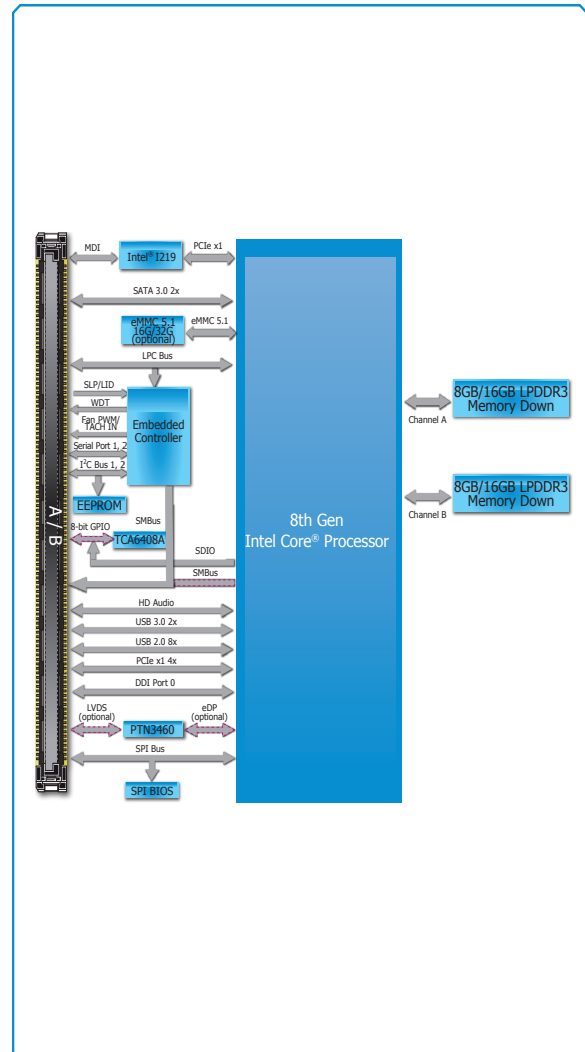 MDI
Intel® I219
PCIe x1
SATA 3.0 2x
eMMC 5.1
16G/32G
(optional)
eMMC 5.1
LPC Bus
SLP/LID
WDT
Fan PWM/
TACH IN
Serial Port 1, 2
I²C Bus 1, 2
Embedded
Controller
EEPROM
A / B
8-bit GPIO
SMBus
TCA6408A
SDIO
SMBus
HD Audio
USB 3.0 2x
USB 2.0 8x
PCIe x1 4x
DDI Port 0
LVDS
(optional)
PTN3460
eDP
(optional)
SPI Bus
SPI BIOS
8th Gen
Intel Core® Processor
Channel A
8GB/16GB LPDDR3
Memory Down
Channel B
8GB/16GB LPDDR3
Memory Down